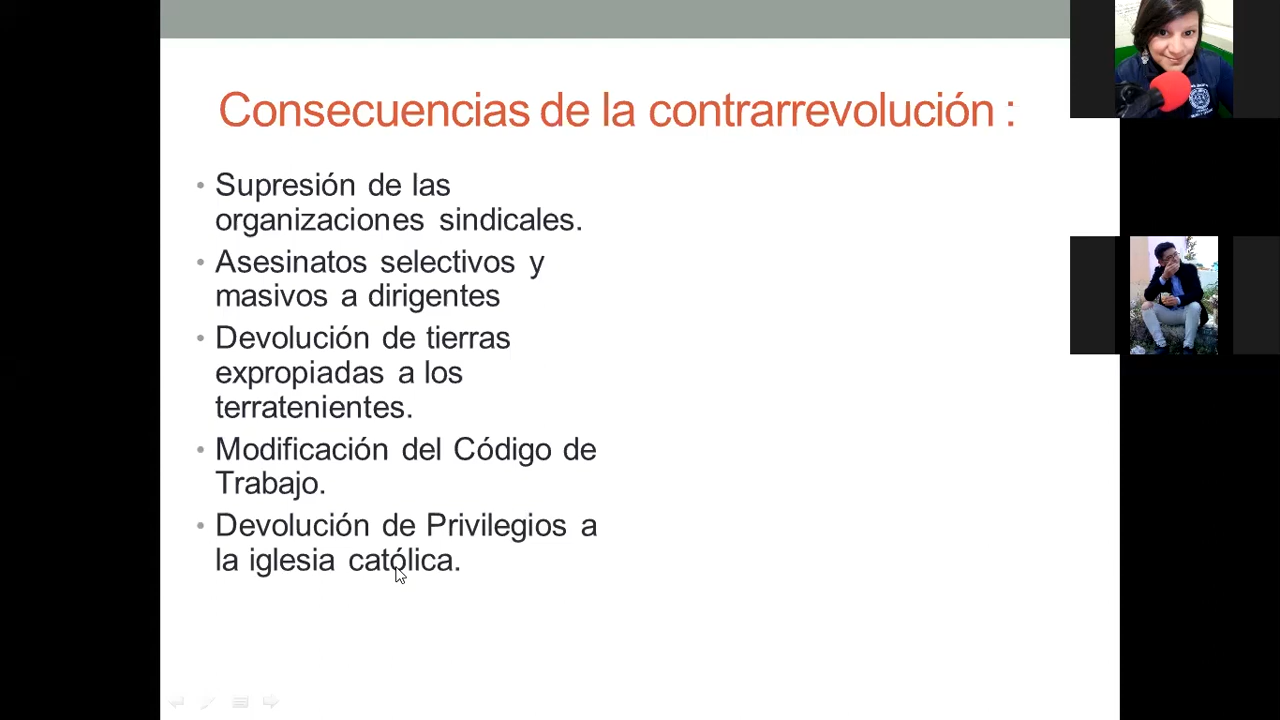 Consecuencias de la contrarrevolución :
• Supresión de las
organizaciones sindicales.
• Asesinatos selectivos y
masivos a dirigentes
• Devolución de tierras
expropiadas a los
terratenientes.
• Modificación del Código de
Trabajo.
• Devolución de Privilegios a
la iglesia católica.